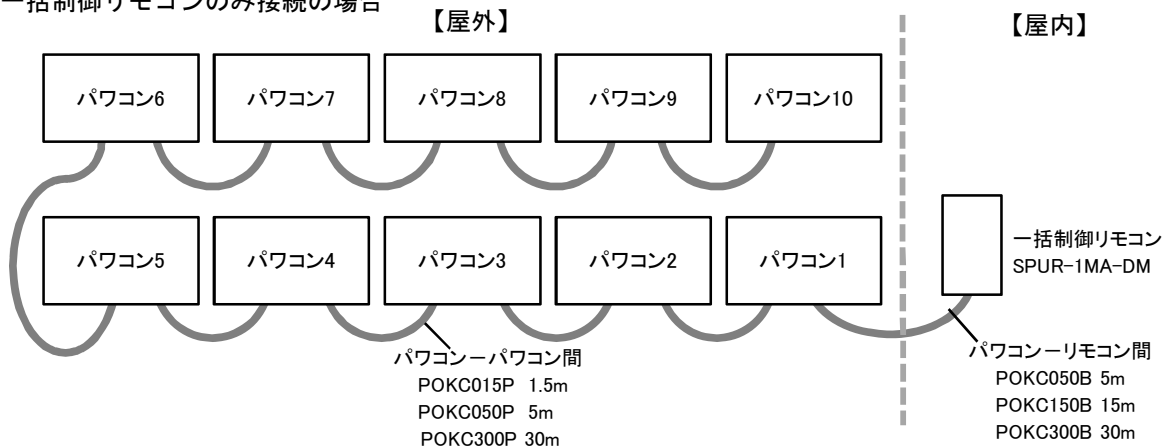 一括制御リモコンのみ接続の場合
【屋外】
【屋内】
パワコン6
パワコン7
パワコン8
パワコン9
パワコン10
パワコン5
パワコン4
パワコン3
パワコン2
パワコン1
一括制御リモコン
SPUR-1MA-DM
パワコン－パワコン間
POKC015P 1.5m
POKC050P 5m
POKC300P 30m
パワコン－リモコン間
POKC050B 5m
POKC150B 15m
POKC300B 30m